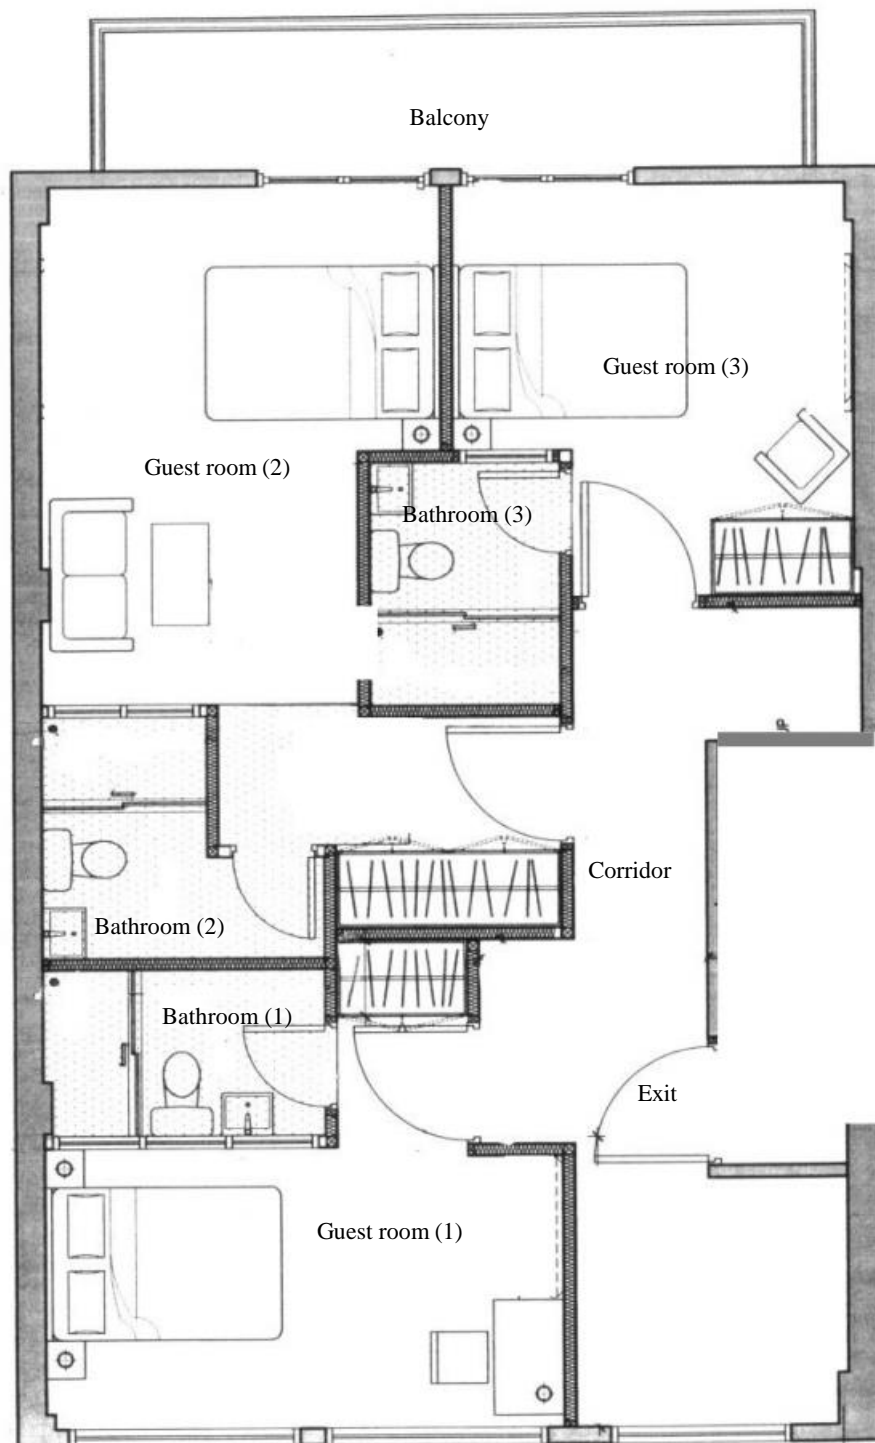 Balcony
Guest room (3)
Guest room (2)
Bathroom (3)
Corridor
Bathroom (2)
Bathroom (1)
Exit
Guest room (1)